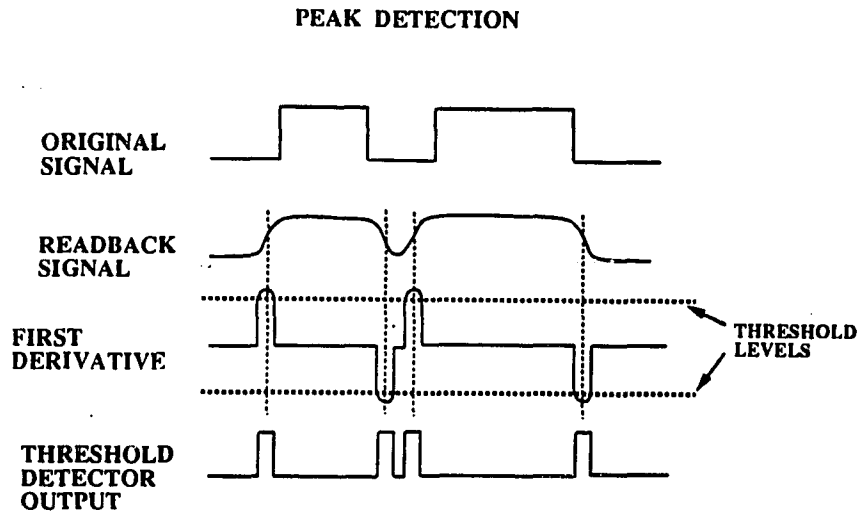 PEAK DETECTION
ORIGINAL
SIGNAL
READBACK
SIGNAL
FIRST
DERIVATIVE
THRESHOLD
LEVELS
THRESHOLD
DETECTOR
OUTPUT